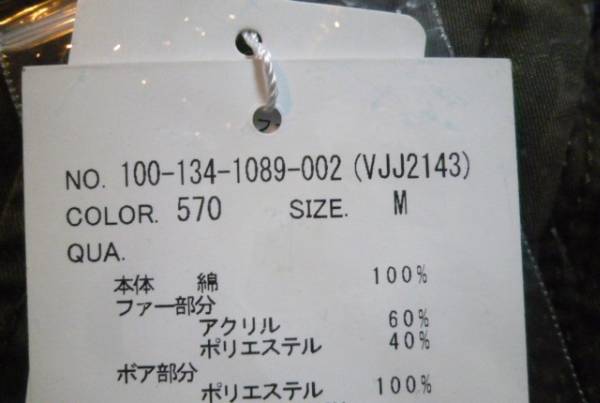 NO. 100-134-1089-002 (VJJ2143)
COLOR. 570 SIZE. M
QUA.
本体 綿 100%
ファー部分
アクリル 60%
ポリエステル 40%
ボア部分
ポリエステル 100%